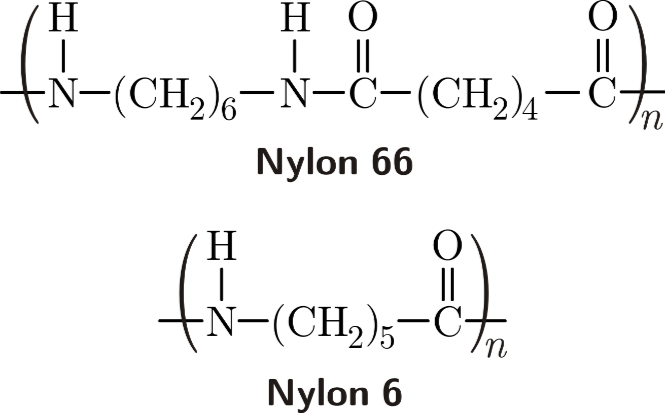 H H O O
( N — (CH₂)₆ — N — C — (CH₂)₄ — C )ₙ
Nylon 66
H O
( N — (CH₂)₅ — C )ₙ
Nylon 6